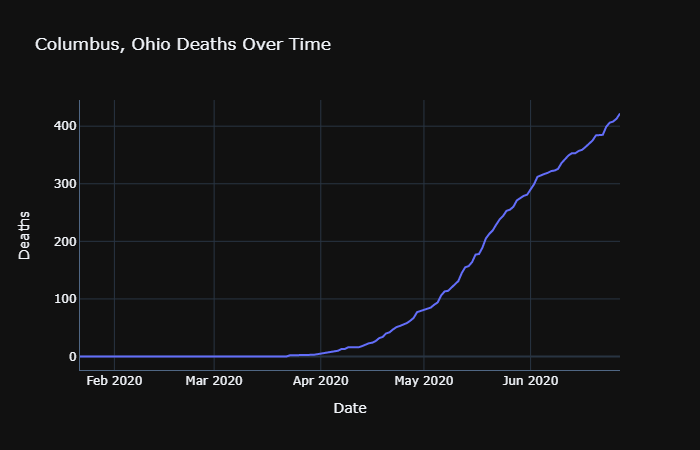 Columbus, Ohio Deaths Over Time
Deaths
400
300
200
100
0
Feb 2020
Mar 2020
Apr 2020
May 2020
Jun 2020
Date